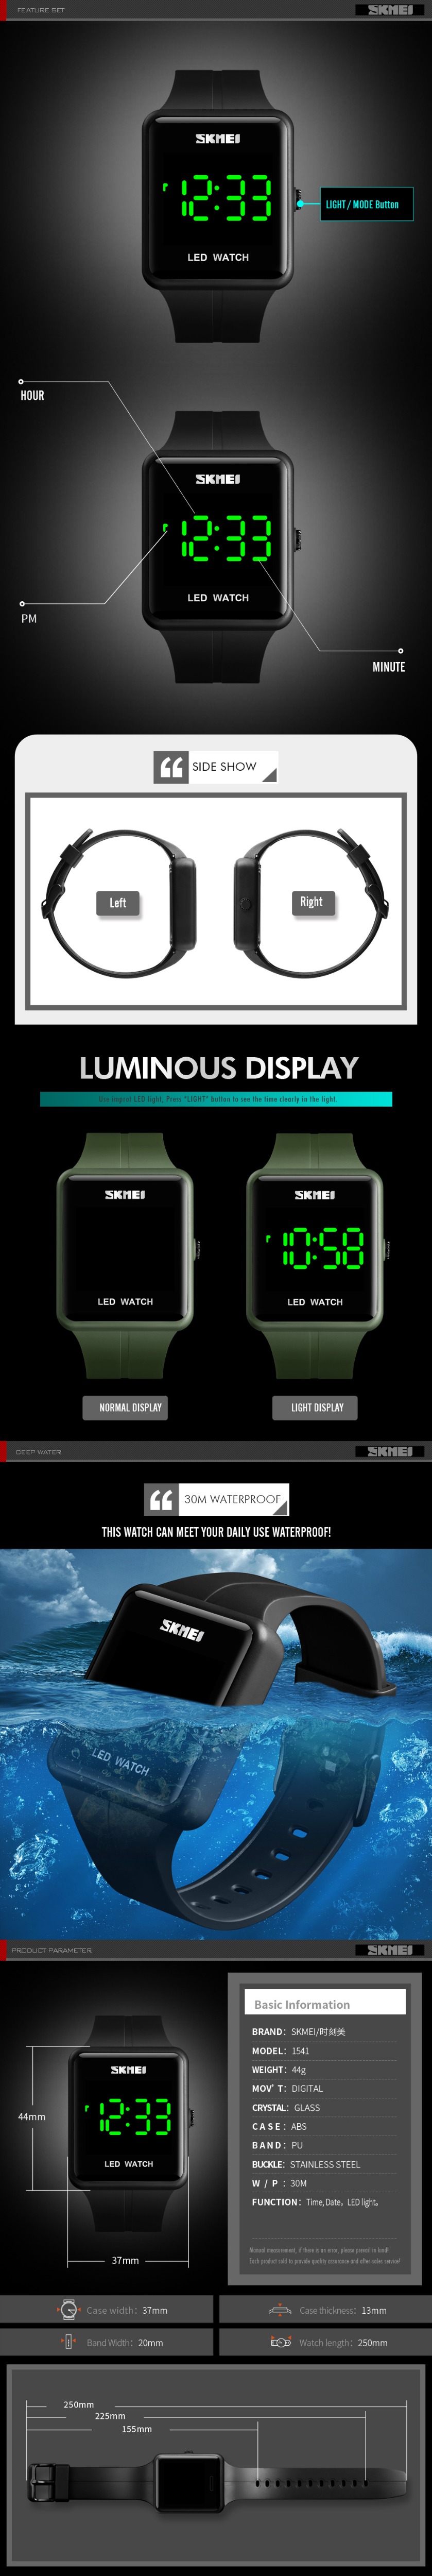 FEATURE SET
SKMEI
SKMEI
12:33
LIGHT / MODE Button
LED WATCH
HOUR
SKMEI
12:33
LED WATCH
PM
MINUTE
SIDE SHOW
Left
Right
LUMINOUS DISPLAY
LED light, Press "LIGHT" button to see the time clearly in the light.
SKMEI
SKMEI
10:58
LED WATCH
LED WATCH
NORMAL DISPLAY
LIGHT DISPLAY
DEEP WATER
SKMEI
30M WATERPROOF
THIS WATCH CAN MEET YOUR DAILY USE WATERPROOF!
SKMEI
LED WATCH
PRODUCT PARAMETER
SKMEI
Basic Information
BRAND: SKMEI/时刻美
MODEL: 1541
WEIGHT: 44g
MOV' T: DIGITAL
CRYSTAL: GLASS
CASE: ABS
BAND: PU
BUCKLE: STAINLESS STEEL
W / P : 30M
FUNCTION: Time, Date, LED light。
Manual measurement, if there is an error, please prevail in kind!
Each product sold to provide quality assurance and after-sales service!
SKMEI
12:33
LED WATCH
44mm
37mm
Case width: 37mm
Case thickness: 13mm
Band Width: 20mm
Watch length: 250mm
250mm
225mm
155mm